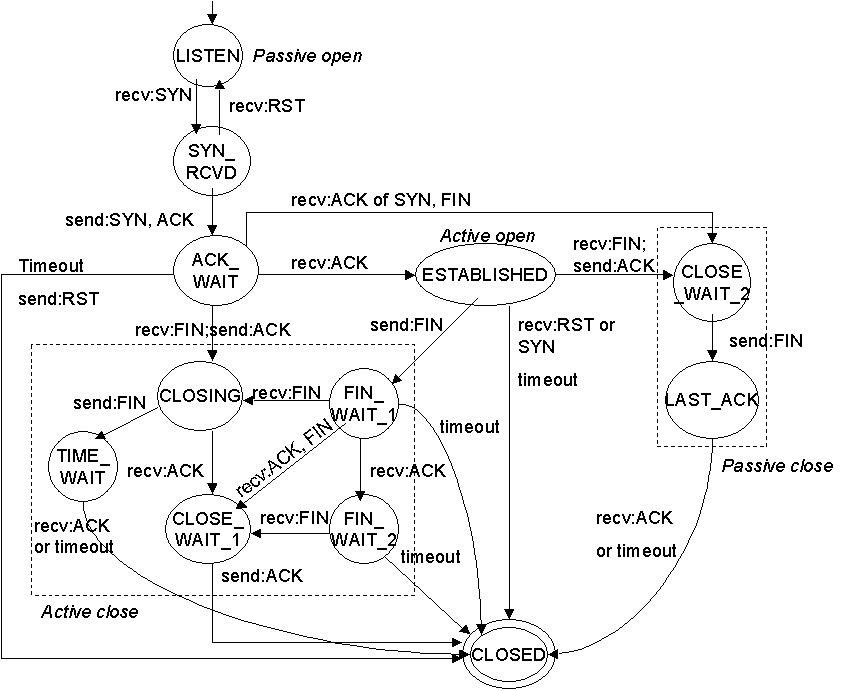 LISTEN
Passive open
recv:SYN
recv:RST
SYN_
RCVD
send:SYN, ACK
recv:ACK of SYN, FIN
Active open
recv:FIN;
send:ACK
Timeout
send:RST
ACK_
WAIT
recv:ACK
ESTABLISHED
CLOSE
_WAIT_2
recv:FIN;send:ACK
send:FIN
recv:RST or
SYN
timeout
send:FIN
CLOSING
recv:FIN
FIN_
WAIT_1
LAST_ACK
send:FIN
timeout
recv:ACK, FIN
TIME_
WAIT
recv:ACK
recv:ACK
Passive close
CLOSE_
WAIT_1
recv:FIN
FIN_
WAIT_2
recv:ACK
or timeout
recv:ACK
or timeout
timeout
send:ACK
Active close
CLOSED